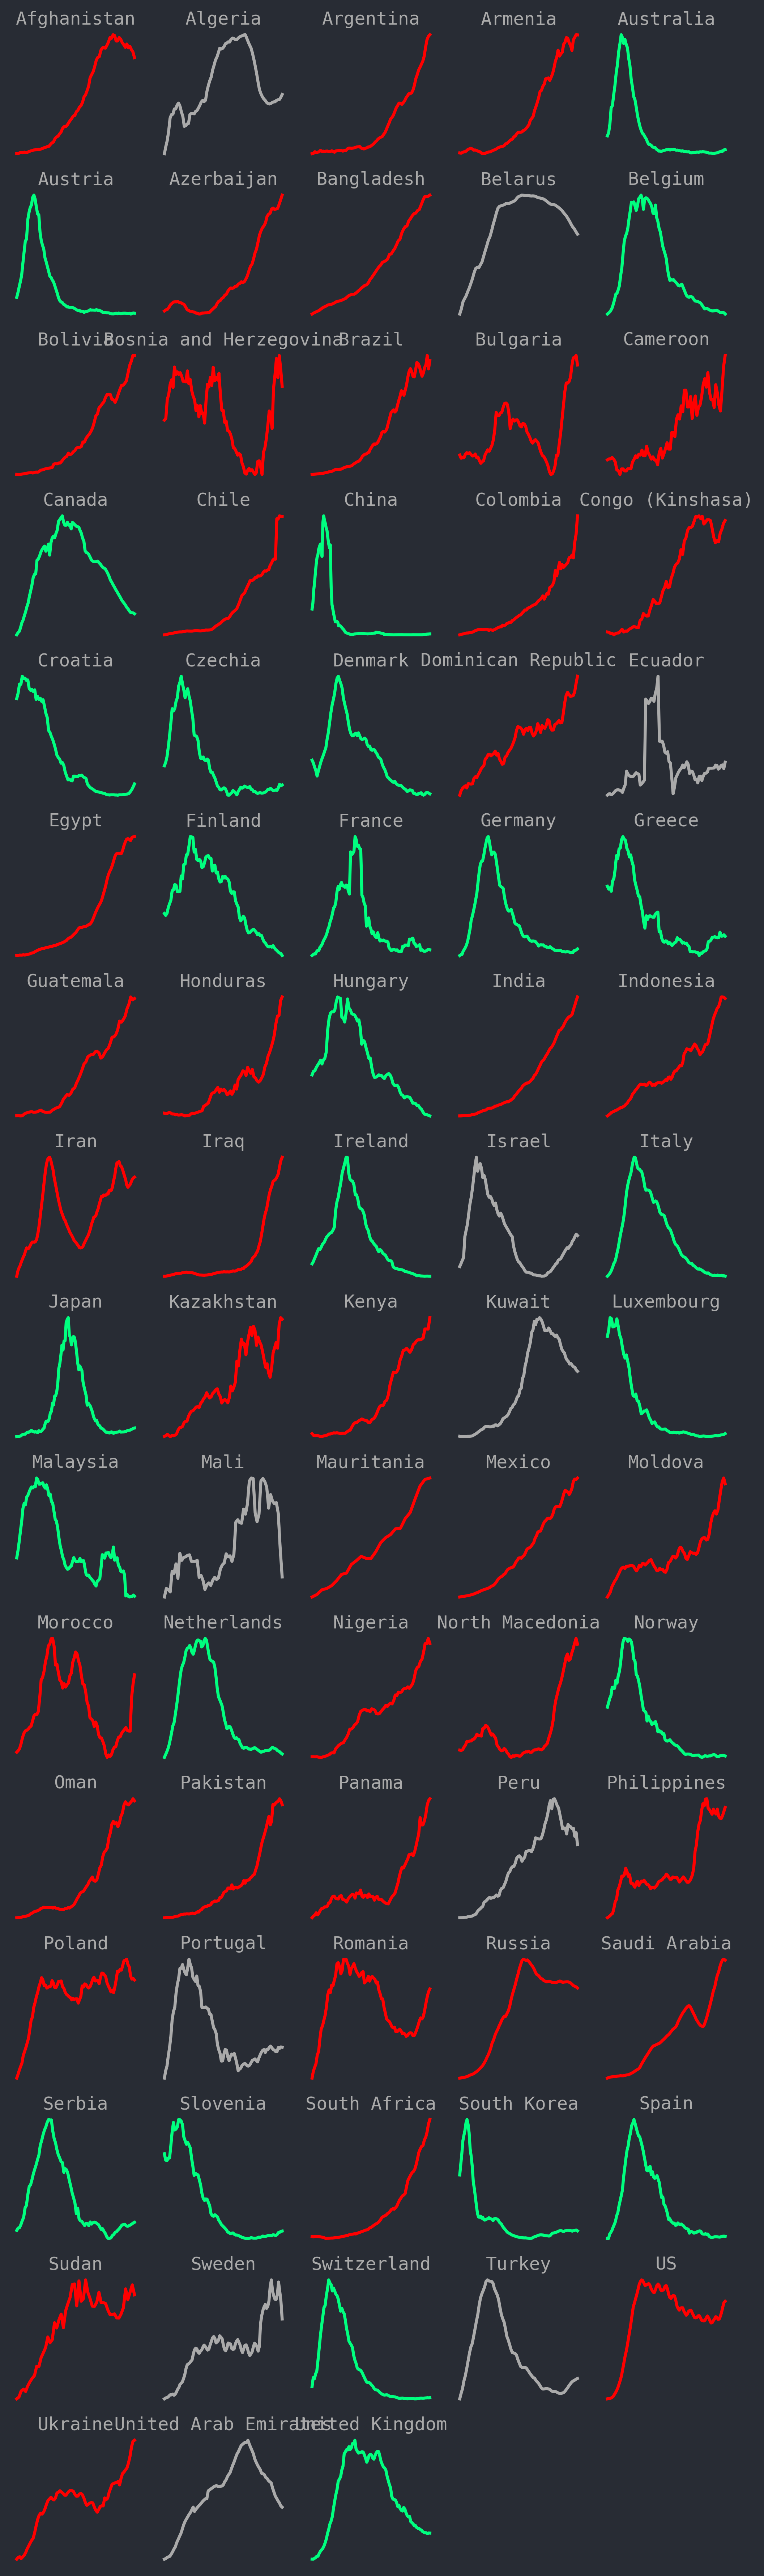 Afghanistan Algeria Argentina Armenia Australia
Austria Azerbaijan Bangladesh Belarus Belgium
Bolivia Bosnia and Herzegovina Brazil Bulgaria Cameroon
Canada Chile China Colombia Congo (Kinshasa)
Croatia Czechia Denmark Dominican Republic Ecuador
Egypt Finland France Germany Greece
Guatemala Honduras Hungary India Indonesia
Iran Iraq Ireland Israel Italy
Japan Kazakhstan Kenya Kuwait Luxembourg
Malaysia Mali Mauritania Mexico Moldova
Morocco Netherlands Nigeria North Macedonia Norway
Oman Pakistan Panama Peru Philippines
Poland Portugal Romania Russia Saudi Arabia
Serbia Slovenia South Africa South Korea Spain
Sudan Sweden Switzerland Turkey US
Ukraine United Arab Emirates United Kingdom